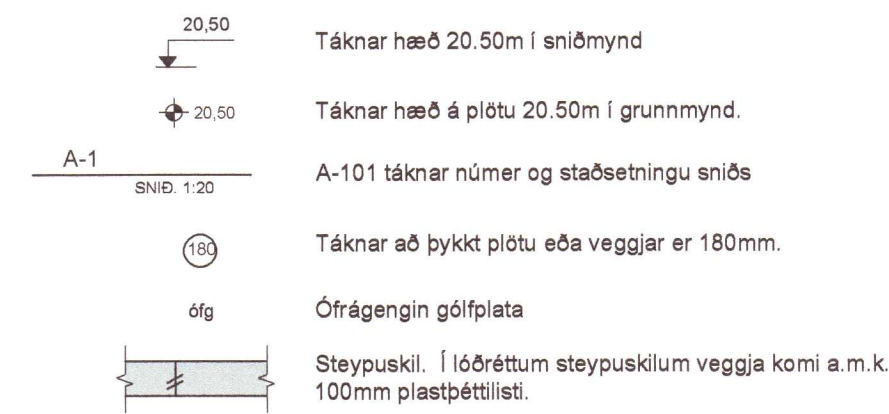 20,50
Táknar hæð 20.50m í sniðmynd
20,50
Táknar hæð á plötu 20.50m í grunnmynd.
A-1
SNIÐ. 1:20
A-101 táknar númer og staðsetningu sniðs
180
Táknar að þykkt plötu eða veggjar er 180mm.
ófg
Ófrágengin gólfplata
Steypuskil. Í lóðréttum steypuskilum veggja komi a.m.k.
100mm plastþéttilisti.